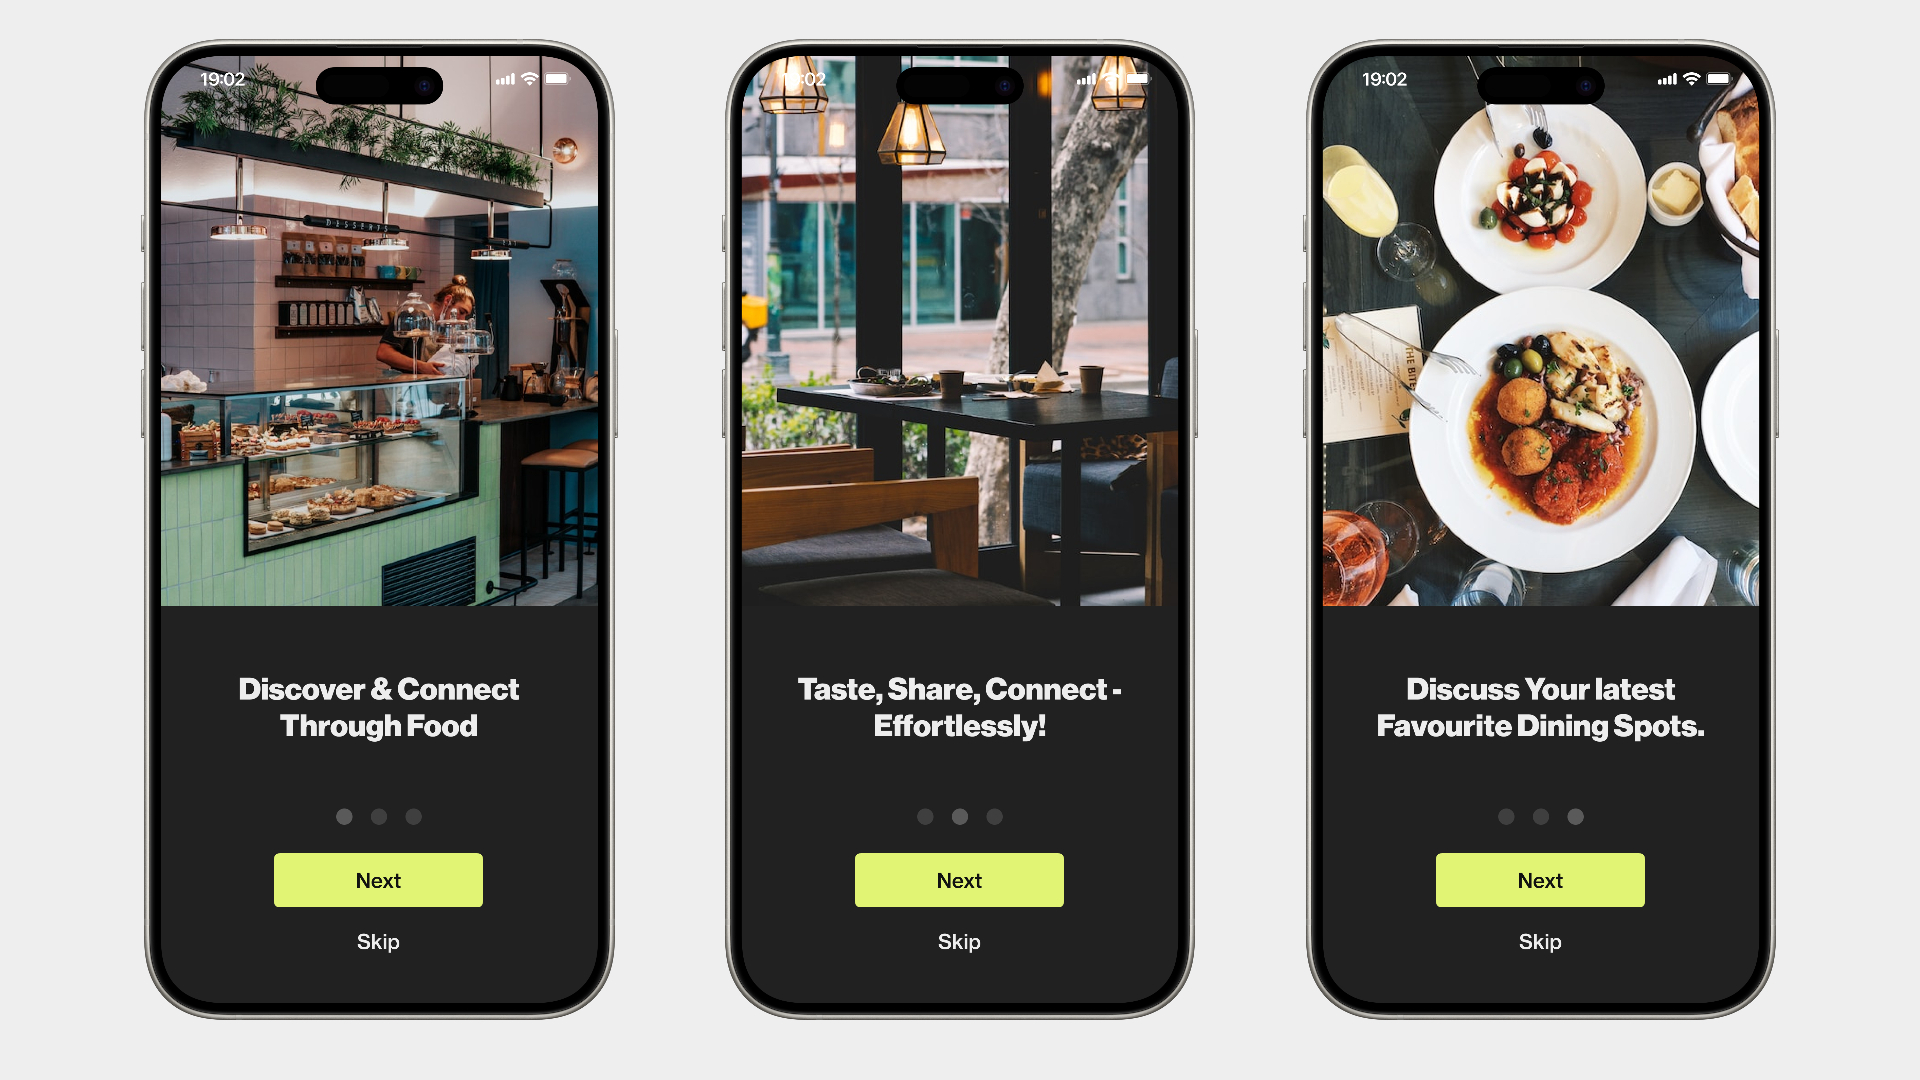 19:02
DESSERTS
Discover & Connect
Through Food
Next
Skip
19:02
Taste, Share, Connect -
Effortlessly!
Next
Skip
19:02
THE BITE
Discuss Your latest
Favourite Dining Spots.
Next
Skip